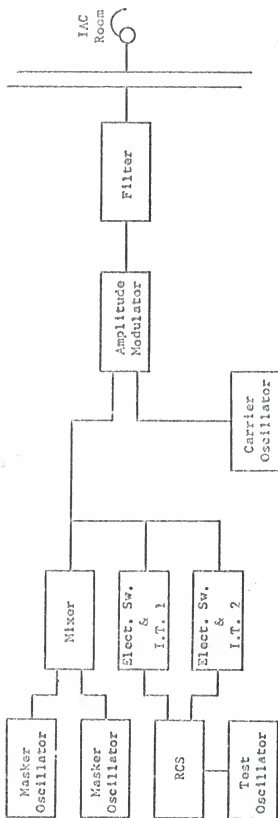 Masker
Oscillator
Masker
Oscillator
RCS
Test
Oscillator
Mixer
Elect. Sw.
&
I.T. 1
Elect. Sw.
&
I.T. 2
Carrier
Oscillator
Amplitude
Modulator
Filter
IAC
Room